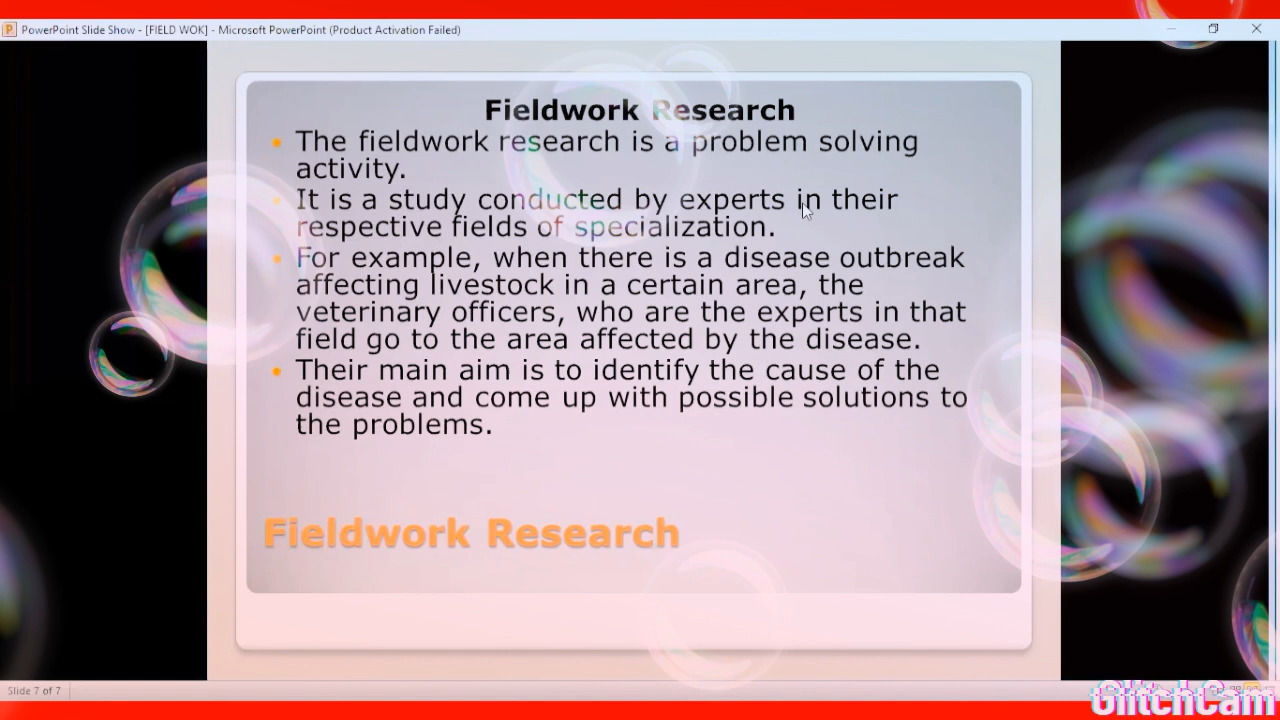 PowerPoint Slide Show - [FIELD WOK] - Microsoft PowerPoint (Product Activation Failed)
Fieldwork Research
• The fieldwork research is a problem solving
activity.
• It is a study conducted by experts in their
respective fields of specialization.
• For example, when there is a disease outbreak
affecting livestock in a certain area, the
veterinary officers, who are the experts in that
field go to the area affected by the disease.
• Their main aim is to identify the cause of the
disease and come up with possible solutions to
the problems.
Fieldwork Research
Slide 7 of 7
GlitchCam